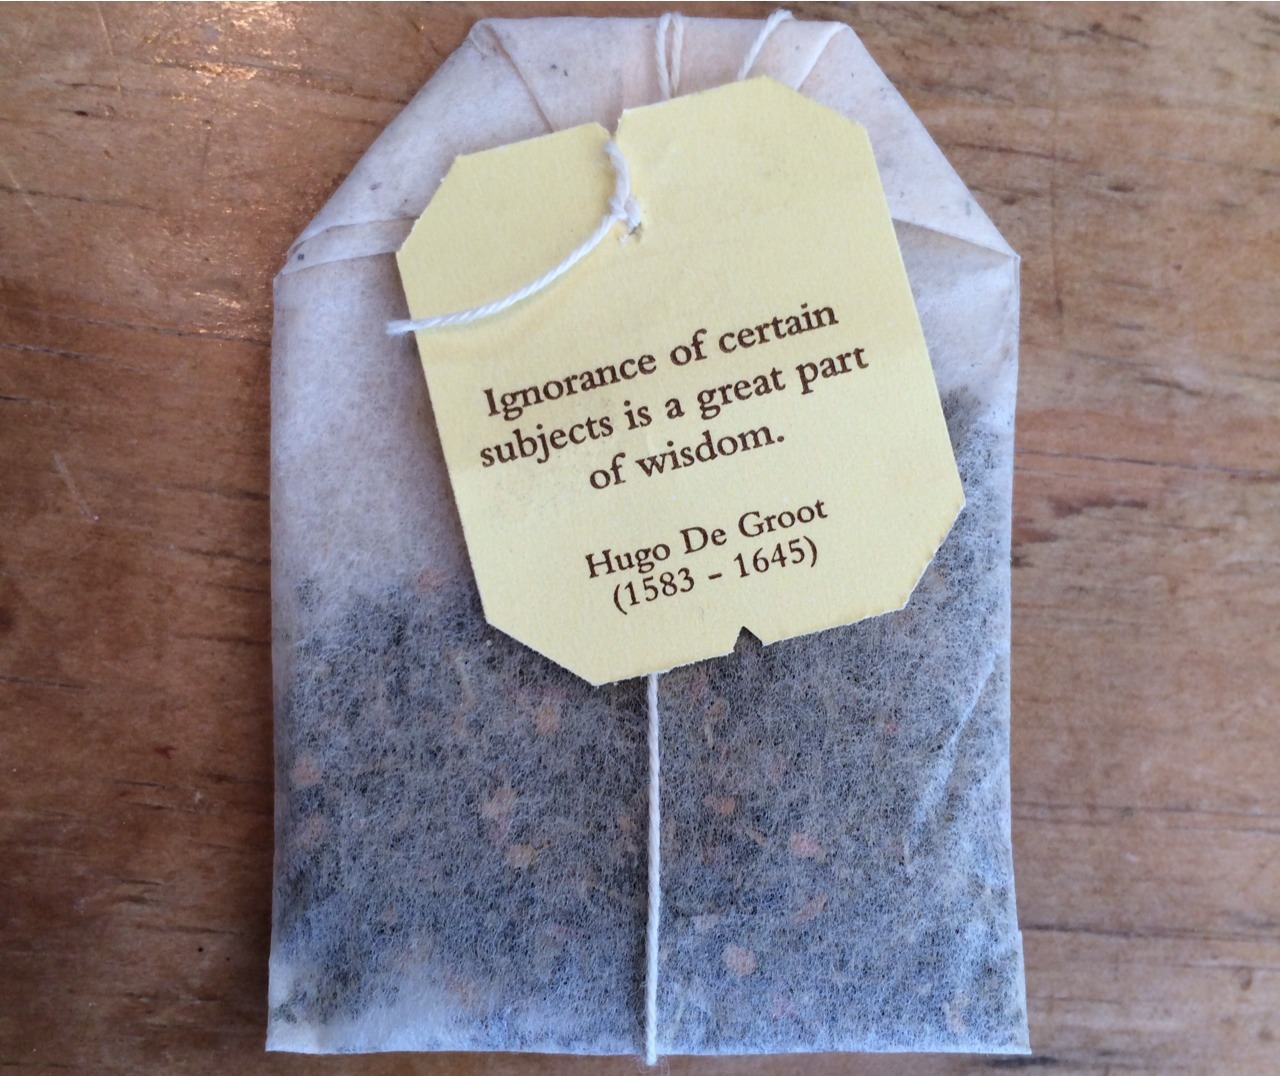 Ignorance of certain
subjects is a great part
of wisdom.
Hugo De Groot
(1583 - 1645)